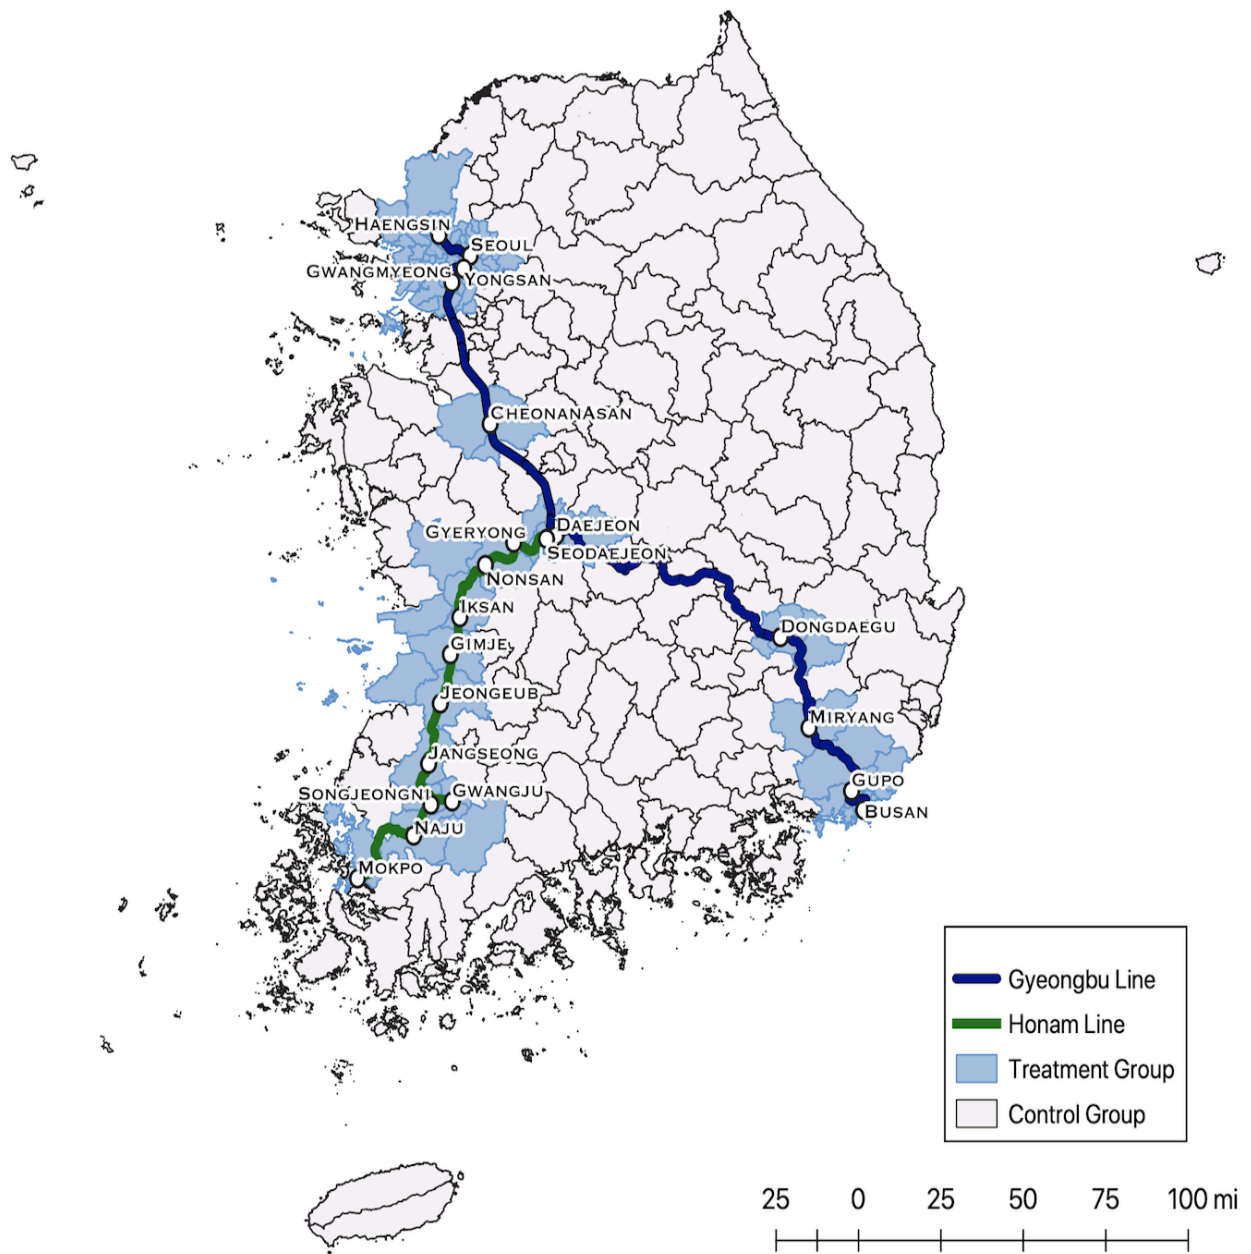 HAENGSIN
SEOUL
GWANGMYEONG
YONGSAN
CHEONANASAN
DAEJEON
GYERYONG
SEODAEJEON
NONSAN
IKSAN
DONGDAEGU
GIMJE
JEONGEUB
MIRYANG
JANGSEONG
GUPO
SONGJEONGNI
GWANGJU
BUSAN
NAJU
MOKPO
Gyeongbu Line
Honam Line
Treatment Group
Control Group
25 0 25 50 75 100 mi